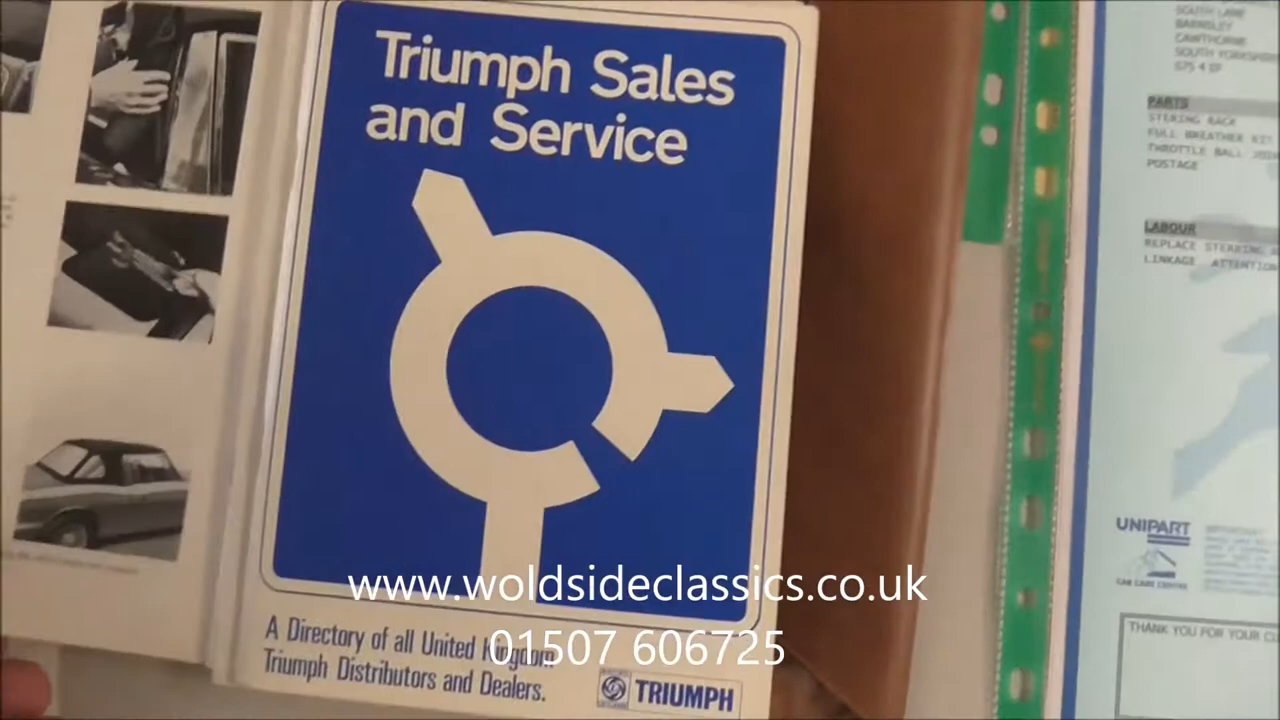 Triumph Sales
and Service
A Directory of all United Kingdom
Triumph Distributors and Dealers.
TRIUMPH
www.woldsideclassics.co.uk
01507 606725
SOUTH LANE
BARNSLEY
CAWTHORNE
SOUTH YORKSHIRE
PARTS
STERING RACK
FULL BREATHER KIT
THROTTLE BALL
POSTAGE
LABOUR
REPLACE STERRING
LINKAGE ATTENTION
UNIPART
CAR CARE CENTRE
THANK YOU FOR YOUR